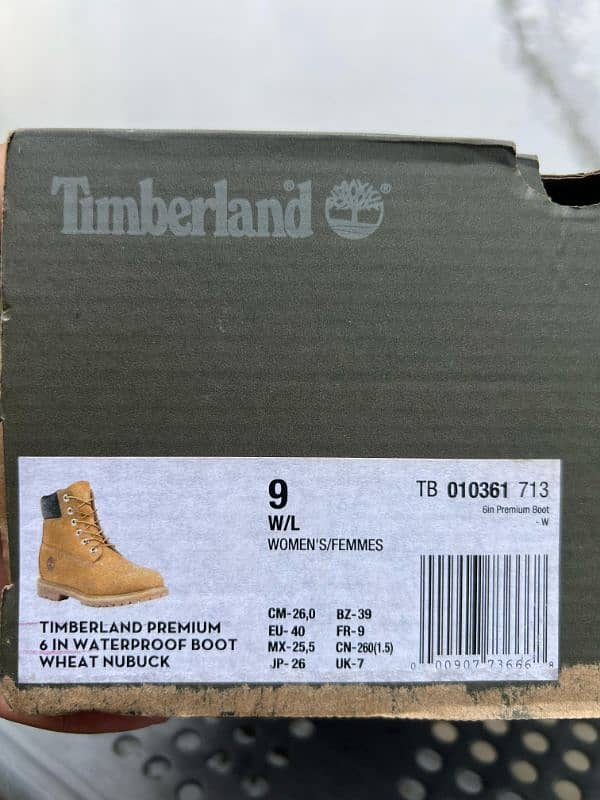 Timberland®
9
W/L
WOMEN'S/FEMMES
TB 010361 713
6in Premium Boot
- W
TIMBERLAND PREMIUM
6 IN WATERPROOF BOOT
WHEAT NUBUCK
CM-26,0 BZ-39
EU-40 FR-9
MX-25,5 CN-260(1.5)
JP-26 UK-7
0 00907 73666 8